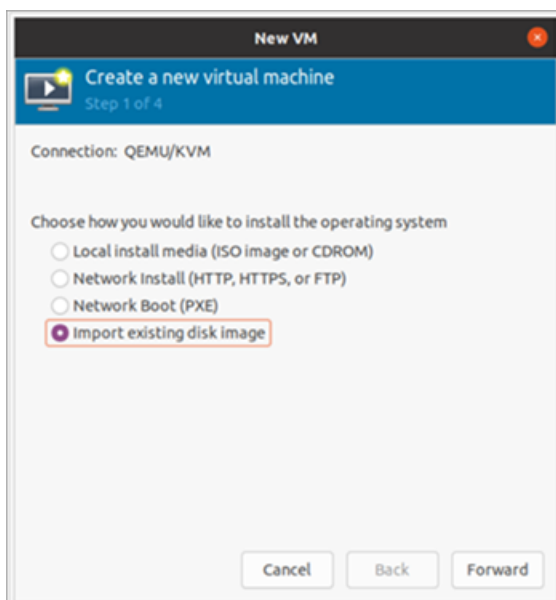 New VM
Create a new virtual machine
Step 1 of 4
Connection: QEMU/KVM
Choose how you would like to install the operating system
Local install media (ISO image or CDROM)
Network Install (HTTP, HTTPS, or FTP)
Network Boot (PXE)
Import existing disk image
Cancel Back Forward